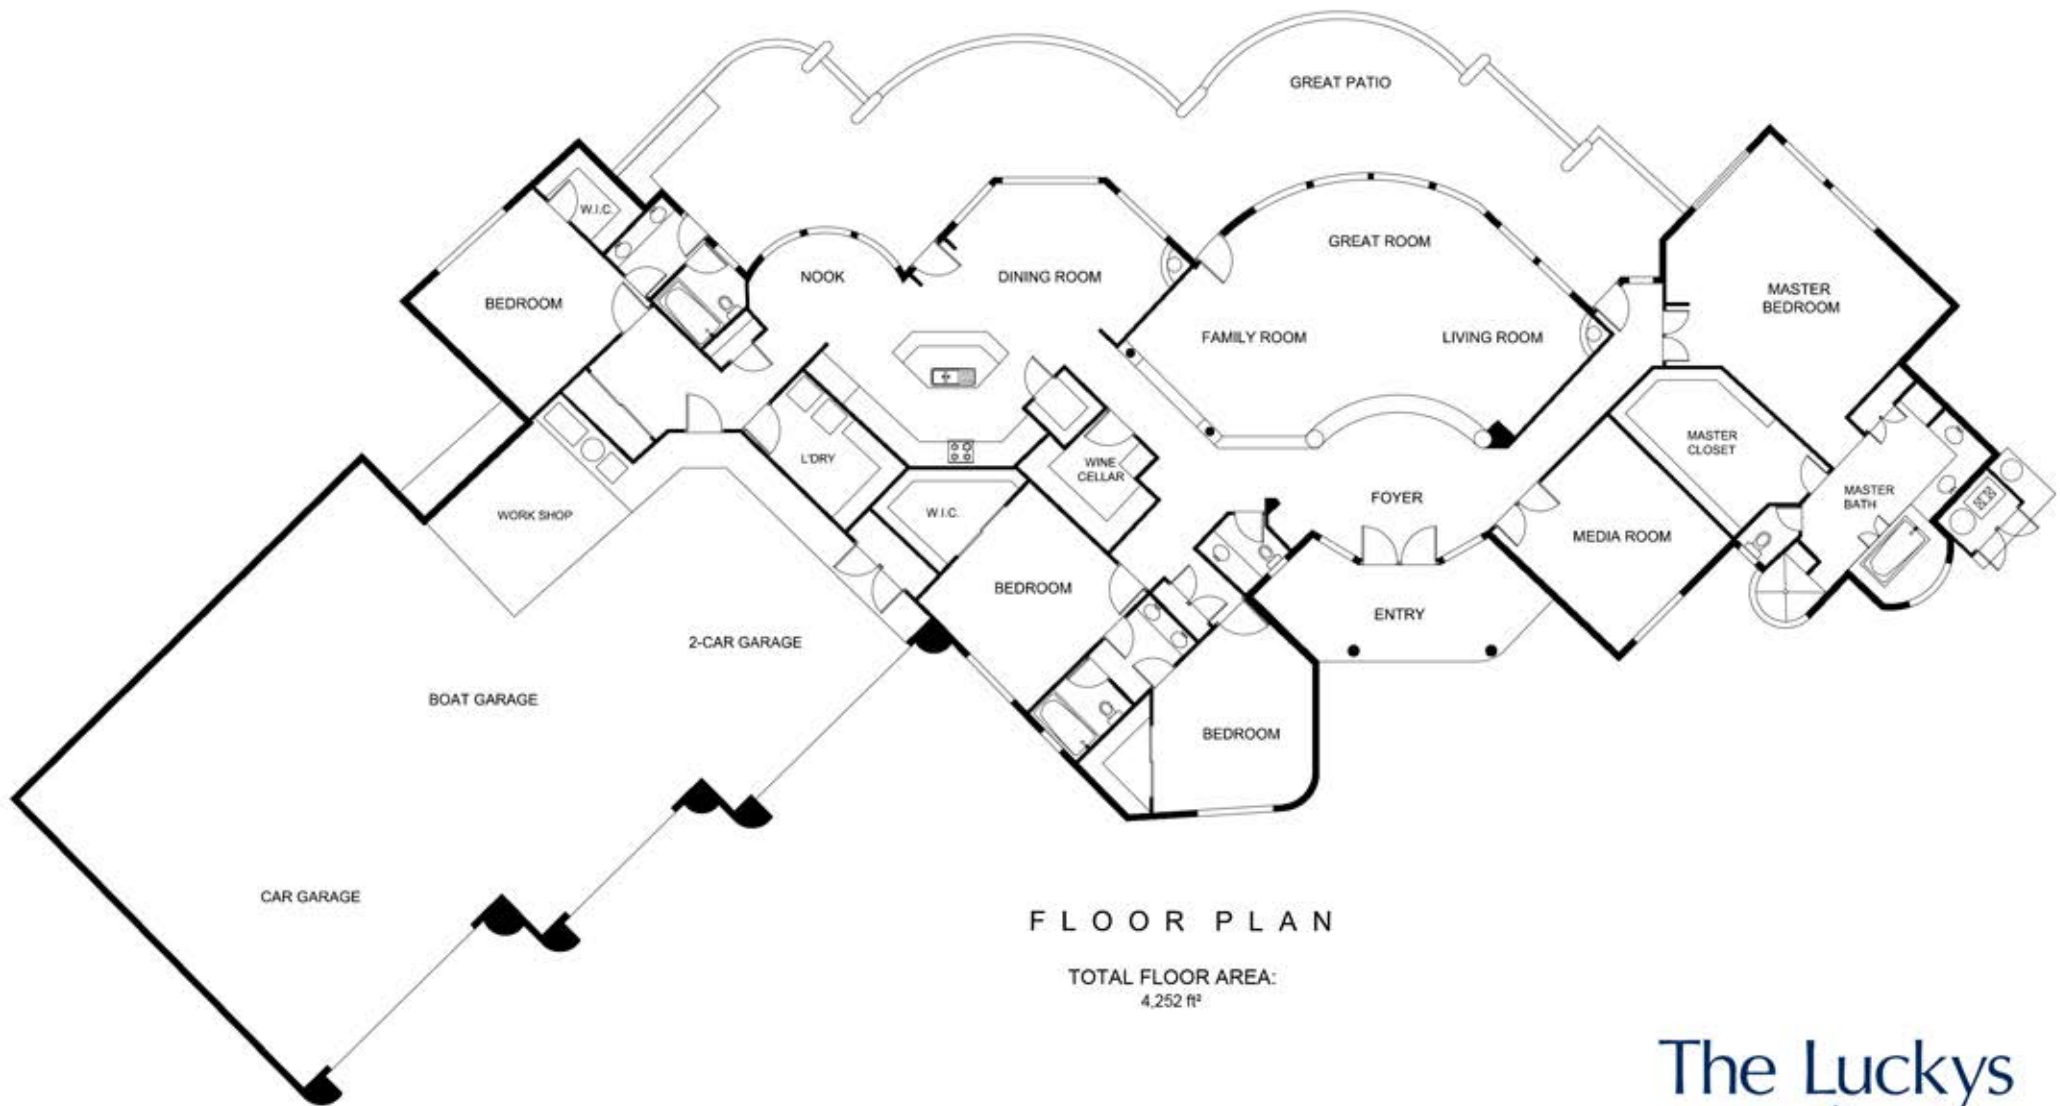 GREAT PATIO
W.I.C.
GREAT ROOM
NOOK
DINING ROOM
MASTER
BEDROOM
BEDROOM
FAMILY ROOM
LIVING ROOM
MASTER
CLOSET
L'DRY
WINE
CELLAR
MASTER
BATH
FOYER
WORK SHOP
W.I.C.
MEDIA ROOM
BEDROOM
ENTRY
2-CAR GARAGE
BOAT GARAGE
BEDROOM
CAR GARAGE
FLOOR PLAN
TOTAL FLOOR AREA:
4,252 ft²
The Luckys